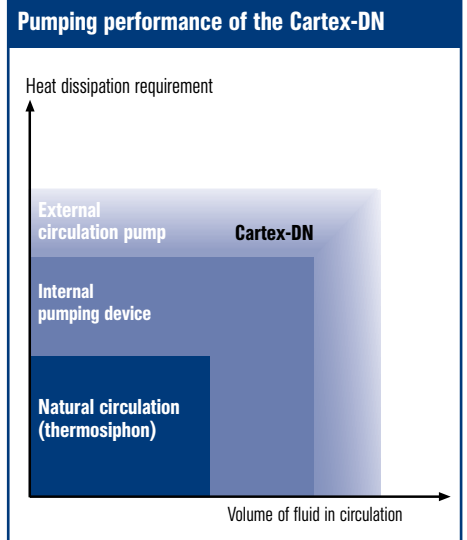 Pumping performance of the Cartex-DN
Heat dissipation requirement
External
circulation pump
Cartex-DN
Internal
pumping device
Natural circulation
(thermosiphon)
Volume of fluid in circulation